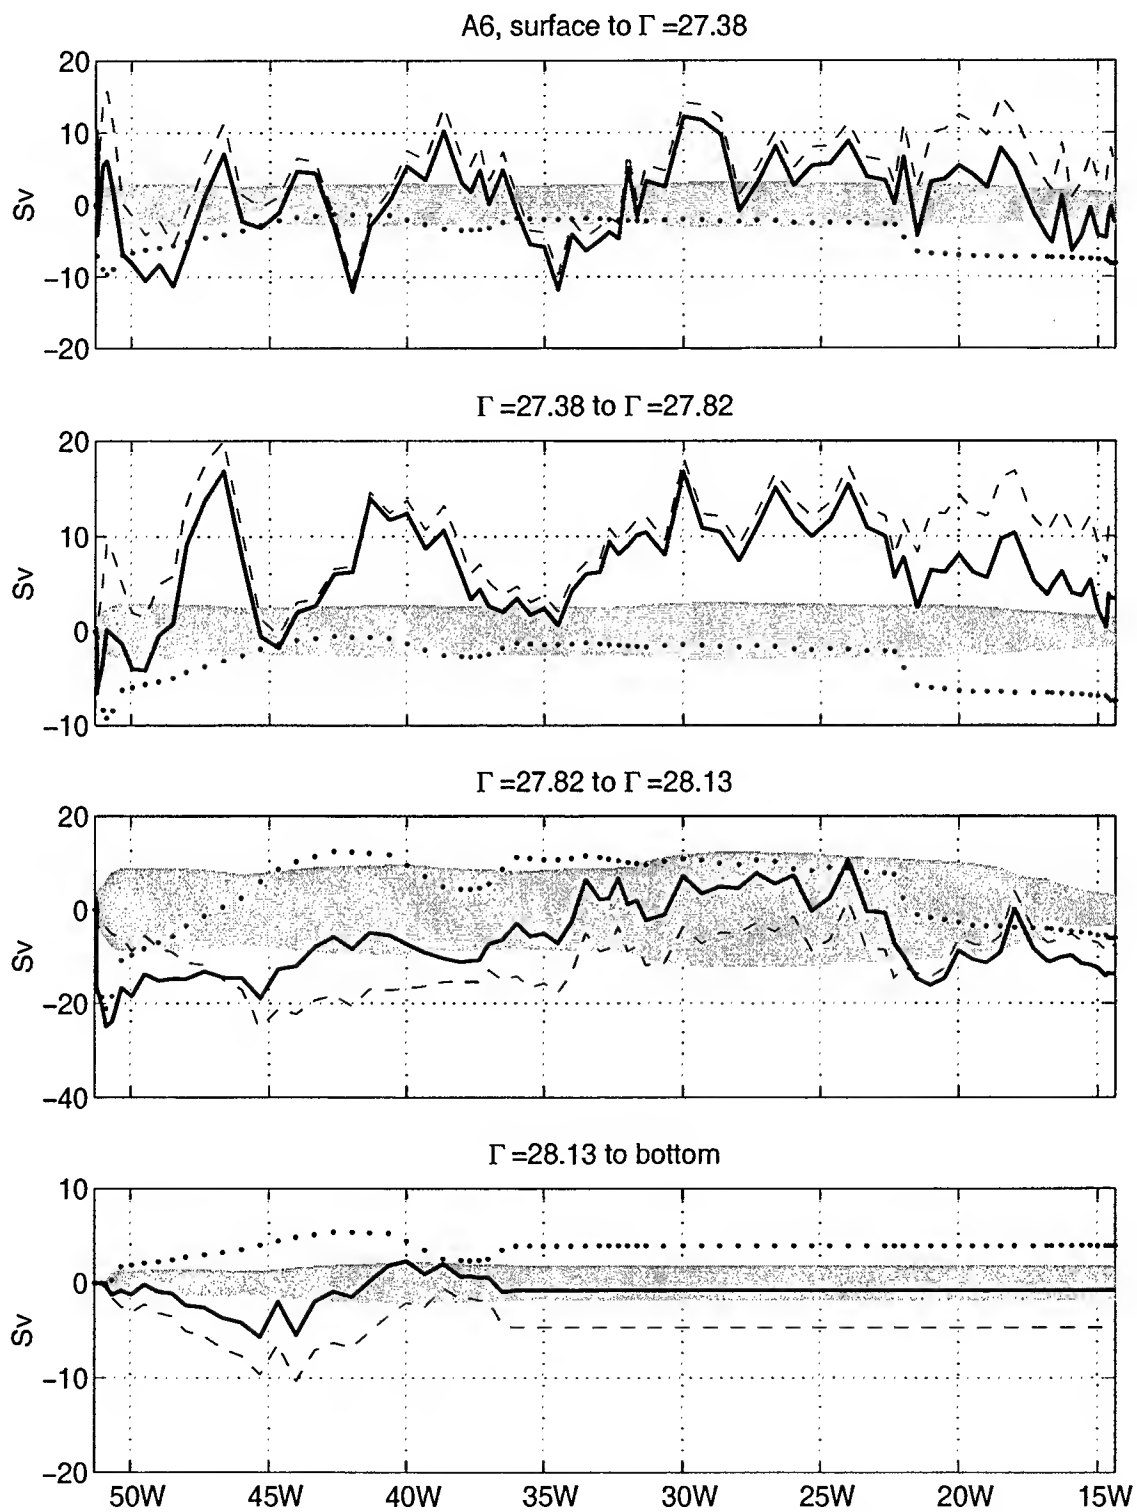 A6, surface to Γ =27.38
20
10
0
−10
−20
Sv
Γ =27.38 to Γ =27.82
20
10
0
−10
Sv
Γ =27.82 to Γ =28.13
20
0
−20
−40
Sv
Γ =28.13 to bottom
10
0
−10
−20
Sv
50W 45W 40W 35W 30W 25W 20W 15W